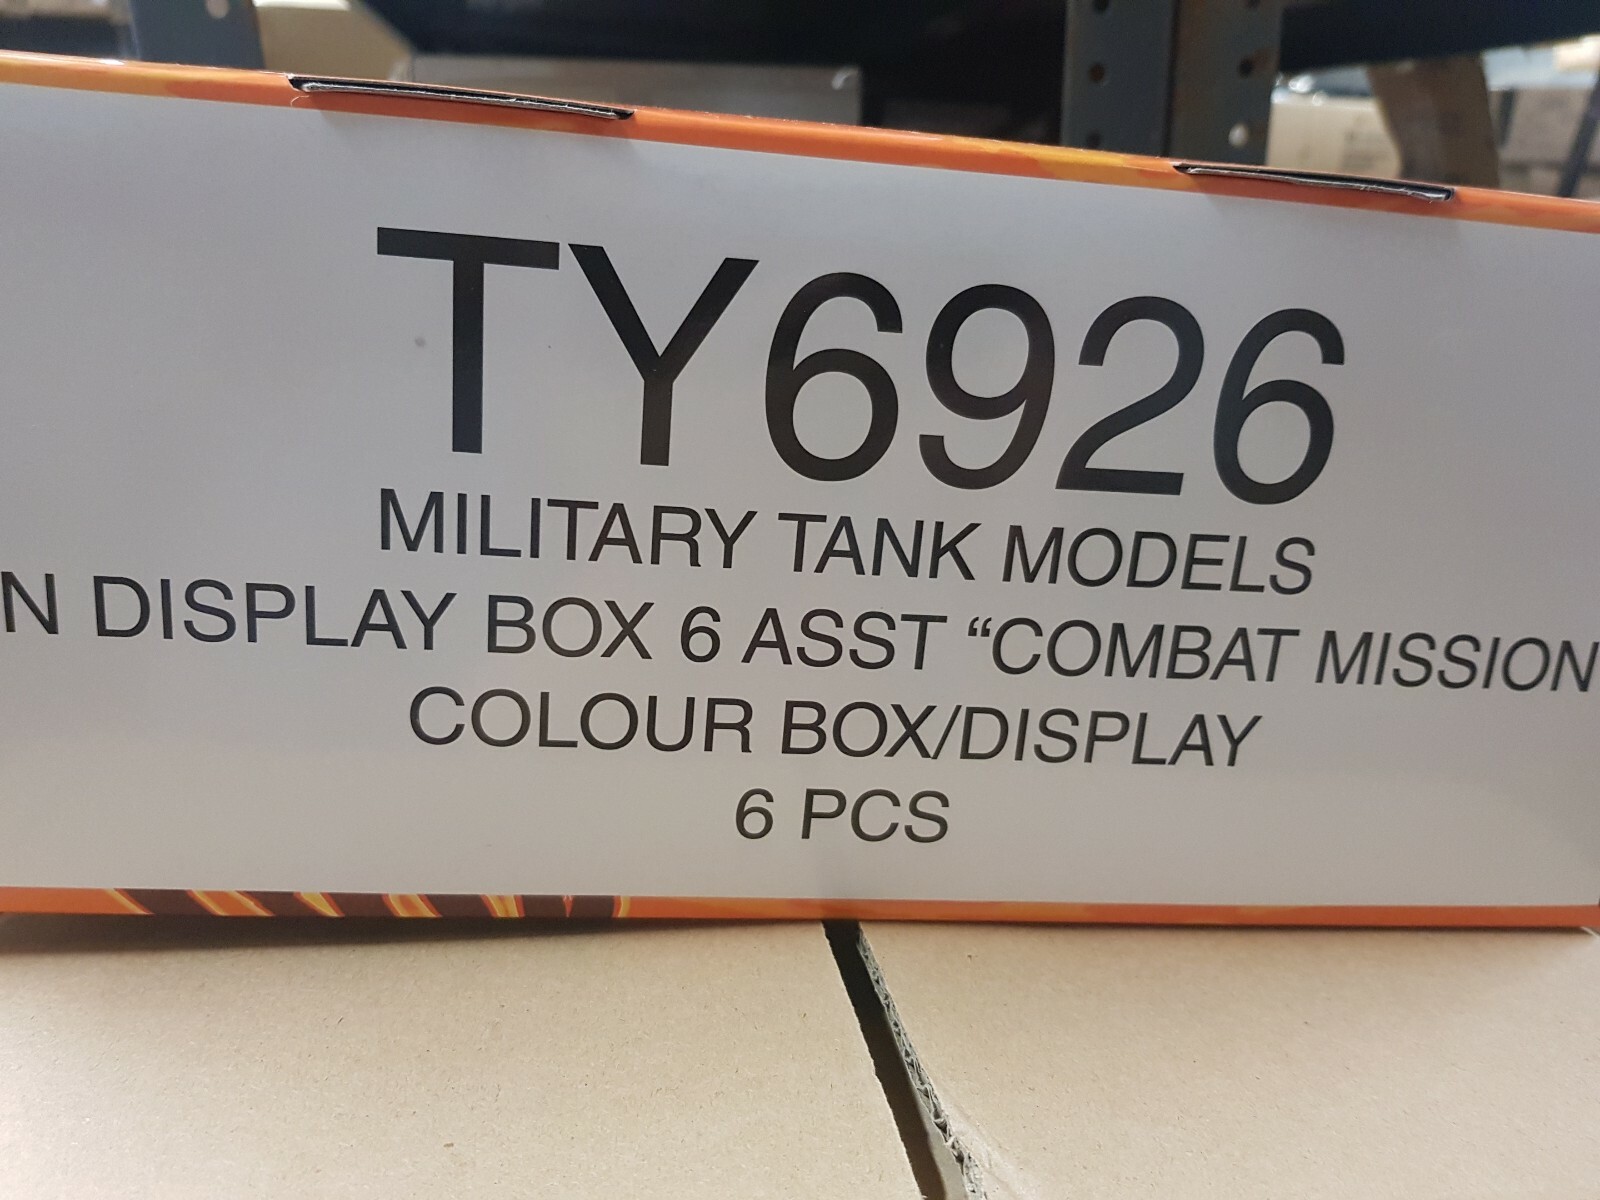 TY6926
MILITARY TANK MODELS
N DISPLAY BOX 6 ASST “COMBAT MISSION
COLOUR BOX/DISPLAY
6 PCS